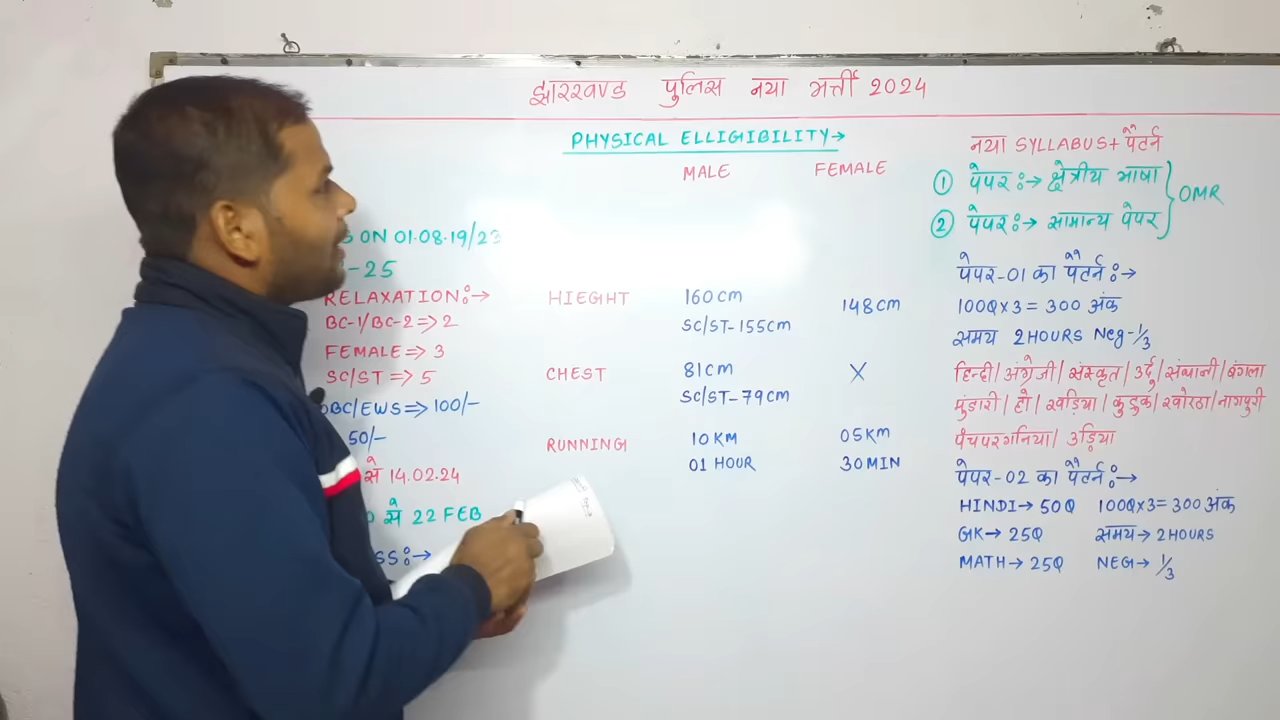 झारखण्ड पुलिस नया भर्ती 2024
PHYSICAL ELLIGIBILITY→
MALE FEMALE
HIEGHT 160cm 148cm
SC/ST-155cm
CHEST 81cm X
SC/ST-79cm
RUNNING 10KM 05KM
01 HOUR 30MIN
ON 01.08.19/23
-25
RELAXATION:→
BC-1/BC-2⇒2
FEMALE⇒3
SC/ST⇒5
OBC/EWS⇒100/-
50/-
से 14.02.24
से 22 FEB
SS:→
नया SYLLABUS+ पैटर्न
① पेपर:→ क्षेत्रीय भाषा
② पेपर:→ सामान्य पेपर
OMR
पेपर-01 का पैटर्न:→
100Q×3=300 अंक
समय 2HOURS Neg-1/3
हिन्दी/अंग्रेजी/संस्कृत/उर्दू/संथाली/बंगला
मुंडारी/हो/खड़िया/कुडुक/खोरठा/नागपुरी
पंचपरगनिया/उड़िया
पेपर-02 का पैटर्न:→
HINDI→50Q 100Q×3=300अंक
GK→25Q समय→2HOURS
MATH→25Q NEG→1/3